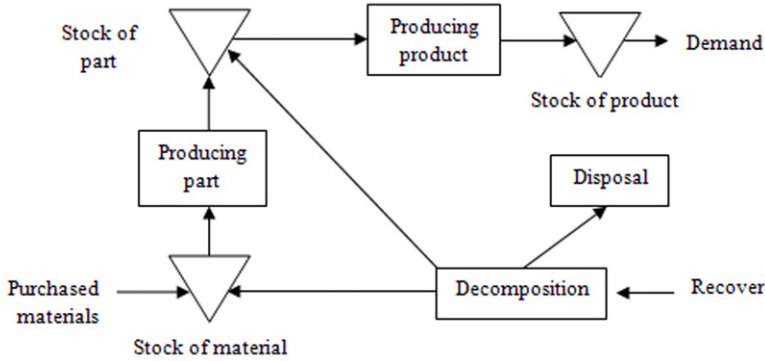 Stock of
part
Producing
product
Demand
Stock of product
Producing
part
Disposal
Purchased
materials
Decomposition
Recover
Stock of material